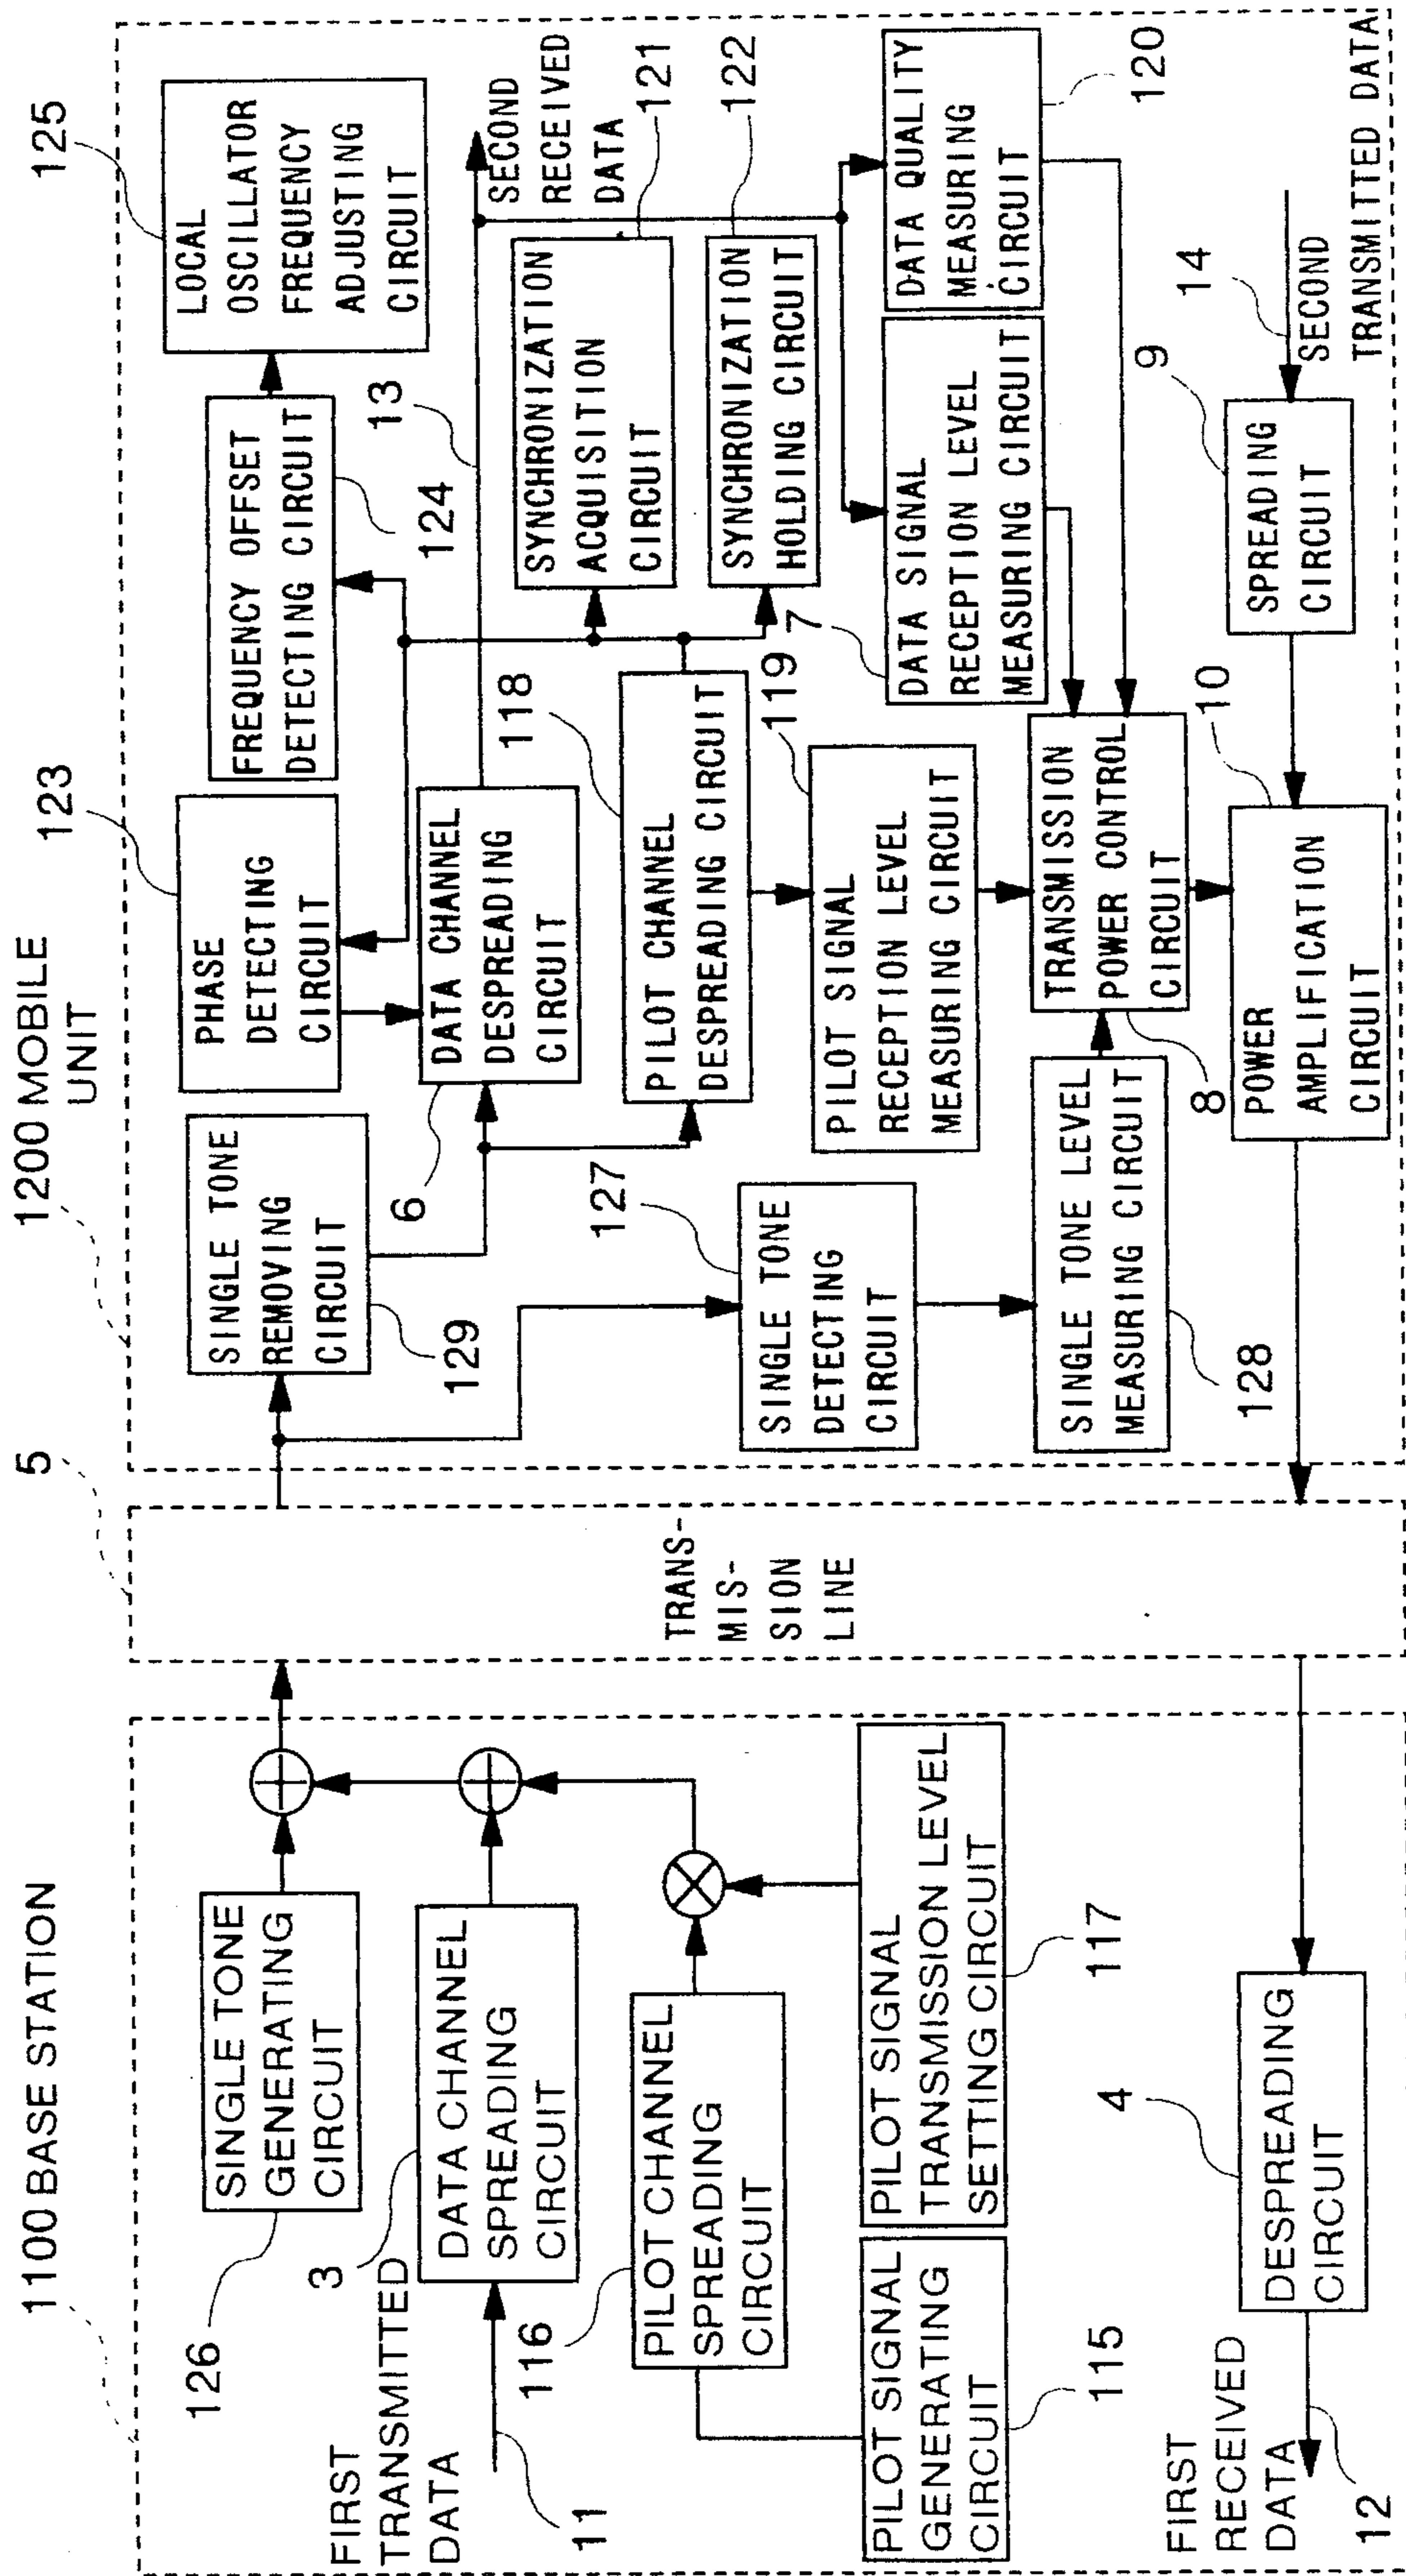 1100 BASE STATION
126
SINGLE TONE
GENERATING
CIRCUIT
3
FIRST
TRANSMITTED
DATA
11
DATA CHANNEL
SPREADING
CIRCUIT
116
PILOT CHANNEL
SPREADING
CIRCUIT
PILOT SIGNAL
GENERATING
CIRCUIT
115
PILOT SIGNAL
TRANSMISSION LEVEL
SETTING CIRCUIT
117
FIRST
RECEIVED
DATA
12
4
DESPREADING
CIRCUIT
5
TRANS-
MIS-
SION
LINE
1200 MOBILE
UNIT
SINGLE TONE
REMOVING
CIRCUIT
129
123
PHASE
DETECTING
CIRCUIT
FREQUENCY OFFSET
DETECTING CIRCUIT
124
125
LOCAL
OSCILLATOR
FREQUENCY
ADJUSTING
CIRCUIT
6
DATA CHANNEL
DESPREADING
CIRCUIT
13
SECOND
RECEIVED
DATA
118
PILOT CHANNEL
DESPREADING CIRCUIT
SYNCHRONIZATION
ACQUISITION
CIRCUIT
121
SYNCHRONIZATION
HOLDING CIRCUIT
122
127
SINGLE TONE
DETECTING
CIRCUIT
119
PILOT SIGNAL
RECEPTION LEVEL
MEASURING CIRCUIT
7
DATA SIGNAL
RECEPTION LEVEL
MEASURING CIRCUIT
DATA QUALITY
MEASURING
CIRCUIT
120
SINGLE TONE LEVEL
MEASURING CIRCUIT
128
TRANSMISSION
POWER CONTROL
CIRCUIT
8
10
POWER
AMPLIFICATION
CIRCUIT
9
SPREADING
CIRCUIT
14
SECOND
TRANSMITTED DATA